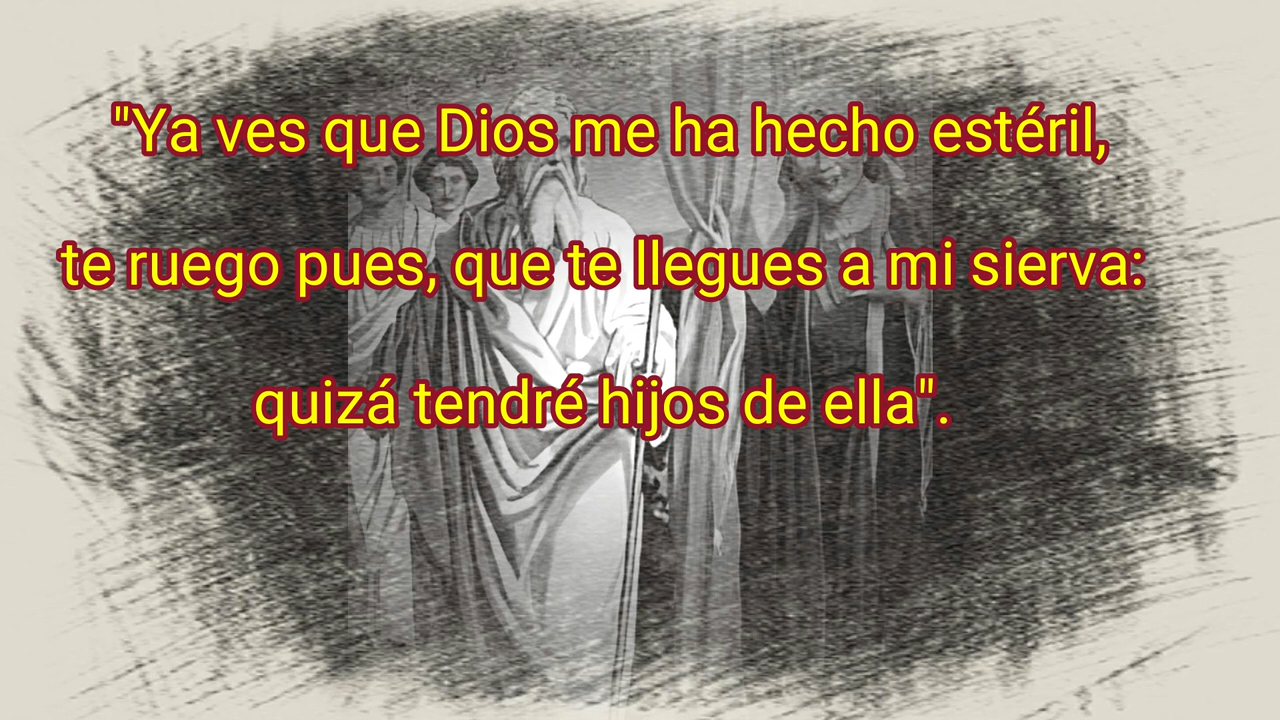 "Ya ves que Dios me ha hecho estéril,
te ruego pues, que te llegues a mi sierva:
quizá tendré hijos de ella".